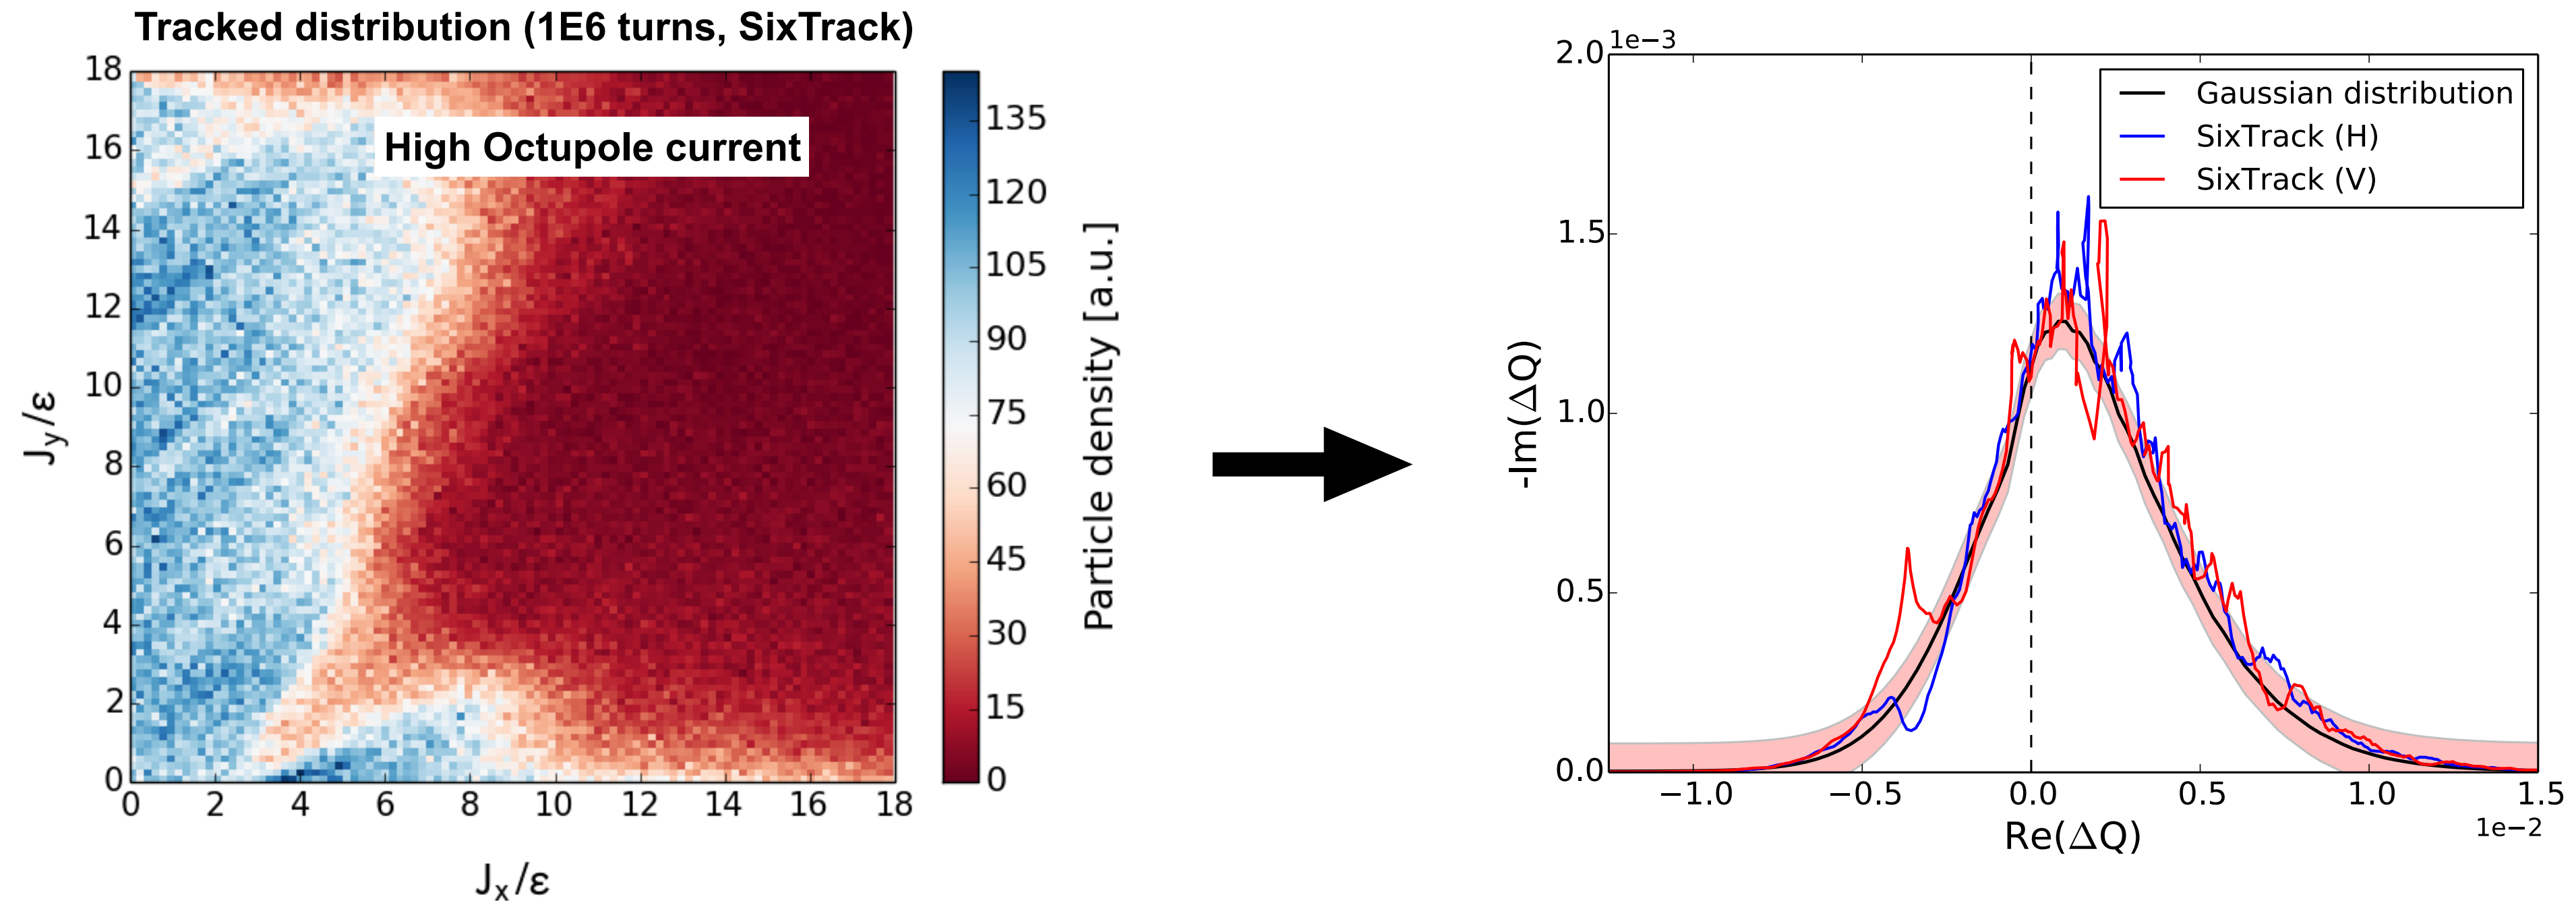 Tracked distribution (1E6 turns, SixTrack)
High Octupole current
18
16
14
12
10
8
6
4
2
0
J_y/ε
0 2 4 6 8 10 12 14 16 18
J_x/ε
135
120
105
90
75
60
45
30
15
0
Particle density [a.u.]
1e−3
2.0
1.5
1.0
0.5
0.0
-Im(ΔQ)
Gaussian distribution
SixTrack (H)
SixTrack (V)
−1.0 −0.5 0.0 0.5 1.0 1.5
1e−2
Re(ΔQ)